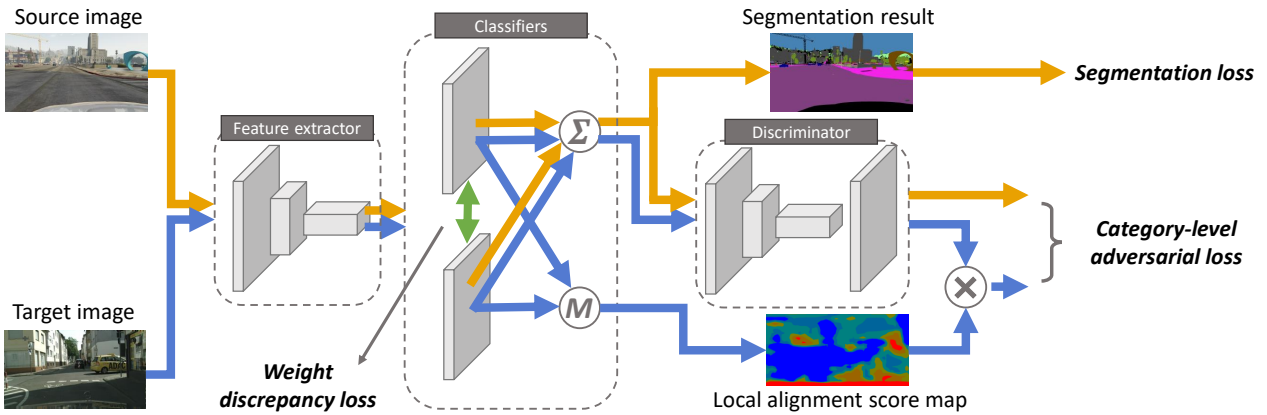 Source image
Classifiers
Segmentation result
Segmentation loss
Feature extractor
Σ
Discriminator
Category-level
adversarial loss
Target image
M
×
Weight
discrepancy loss
Local alignment score map